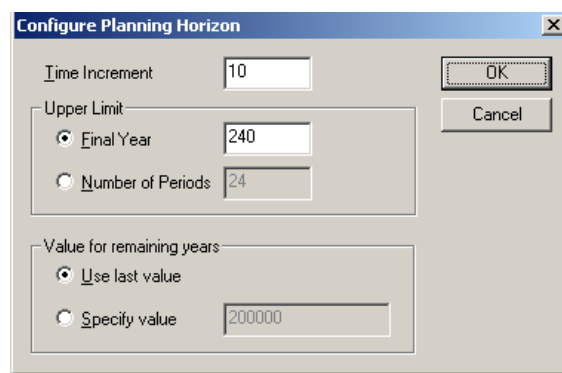 Configure Planning Horizon
Time Increment 10 OK
Upper Limit Cancel
Final Year 240
Number of Periods 24
Value for remaining years
Use last value
Specify value 200000